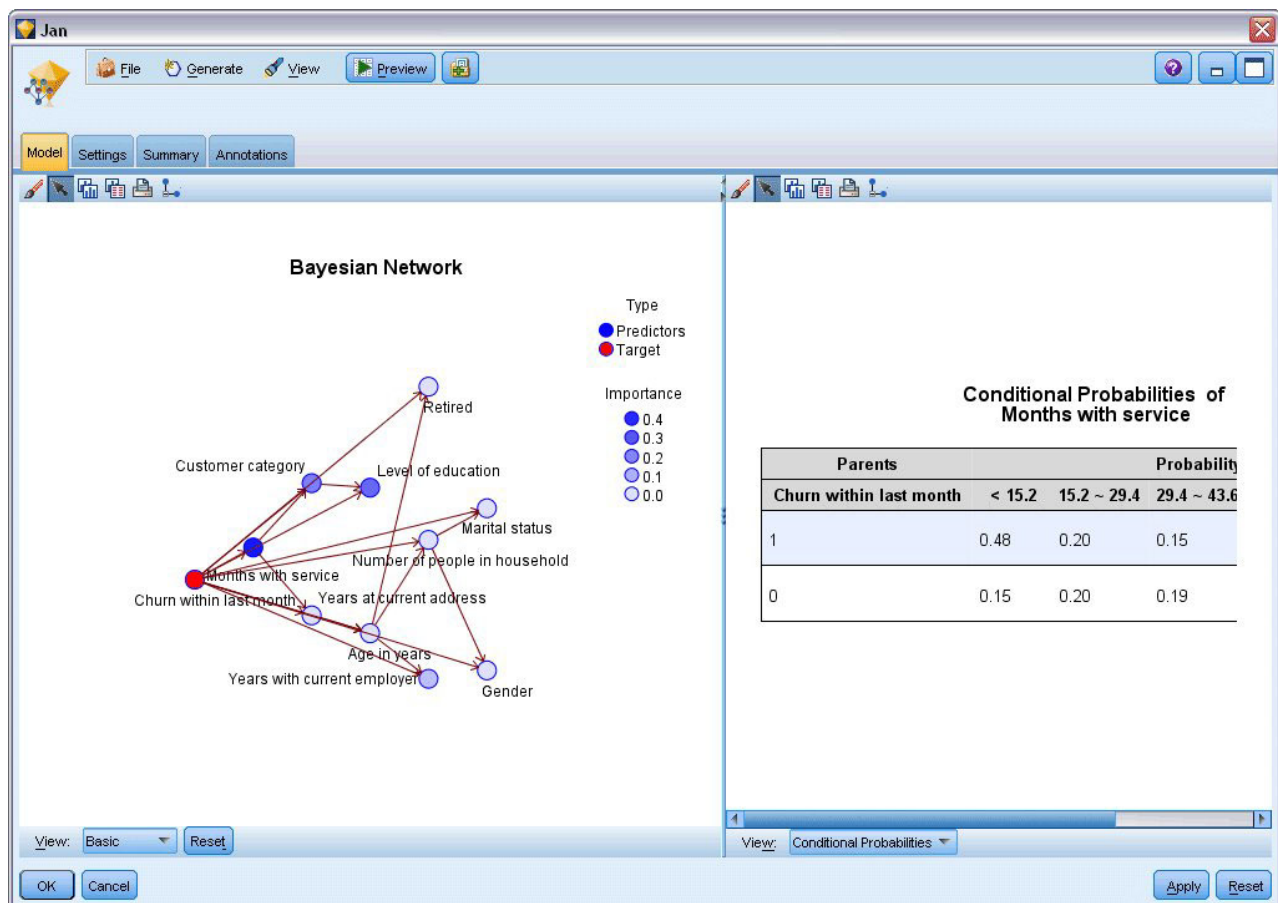 Jan
File Generate View Preview
Model Settings Summary Annotations
Bayesian Network
Type
Predictors
Target
Importance
0.4
0.3
0.2
0.1
0.0
Retired
Customer category
Level of education
Marital status
Number of people in household
Months with service
Churn within last month
Years at current address
Age in years
Years with current employer
Gender
View: Basic Reset
Conditional Probabilities of
Months with service
Parents Probability
Churn within last month < 15.2 15.2 ~ 29.4 29.4 ~ 43.6
1 0.48 0.20 0.15
0 0.15 0.20 0.19
View: Conditional Probabilities
OK Cancel Apply Reset